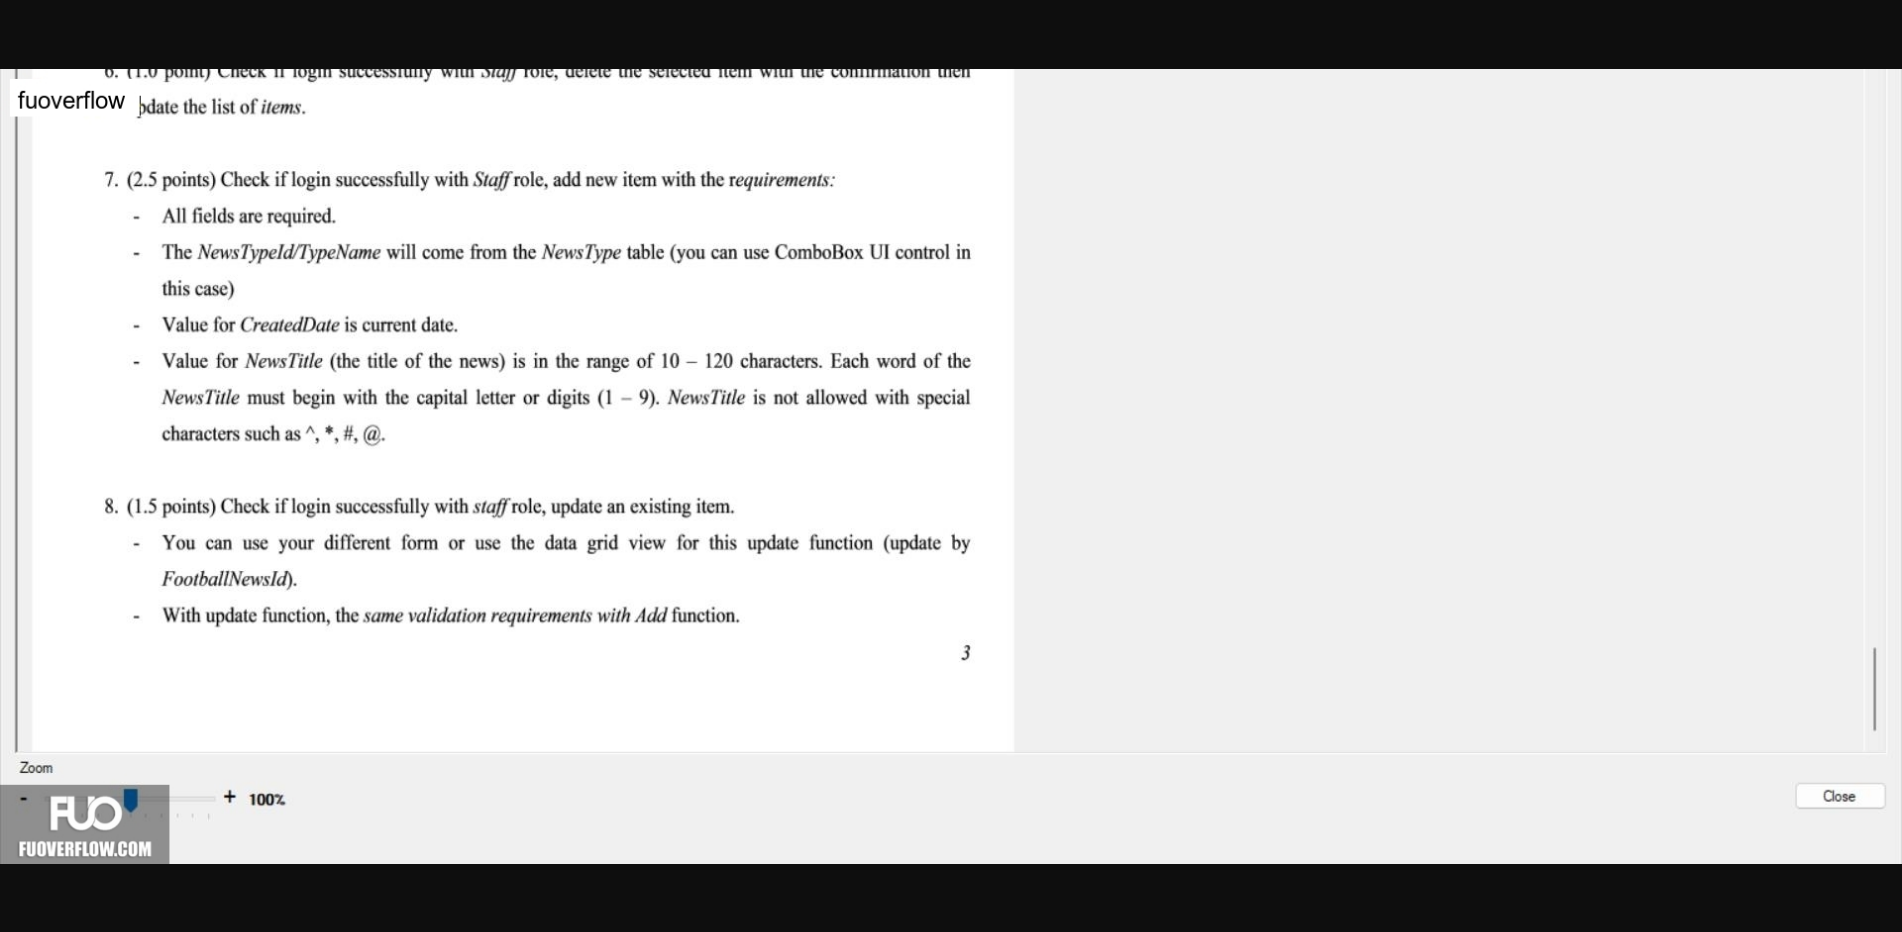 6. (1.0 point) Check if login successfully with Staff role, delete the selected item with the confirmation then
fuoverflow
pdate the list of items.
7. (2.5 points) Check if login successfully with Staff role, add new item with the requirements:
- All fields are required.
- The NewsTypeId/TypeName will come from the NewsType table (you can use ComboBox UI control in
this case)
- Value for CreatedDate is current date.
- Value for NewsTitle (the title of the news) is in the range of 10 – 120 characters. Each word of the
NewsTitle must begin with the capital letter or digits (1 – 9). NewsTitle is not allowed with special
characters such as ^, *, #, @.
8. (1.5 points) Check if login successfully with staff role, update an existing item.
- You can use your different form or use the data grid view for this update function (update by
FootballNewsId).
- With update function, the same validation requirements with Add function.
3
Zoom
- + 100%
Close
FUO
FUOVERFLOW.COM